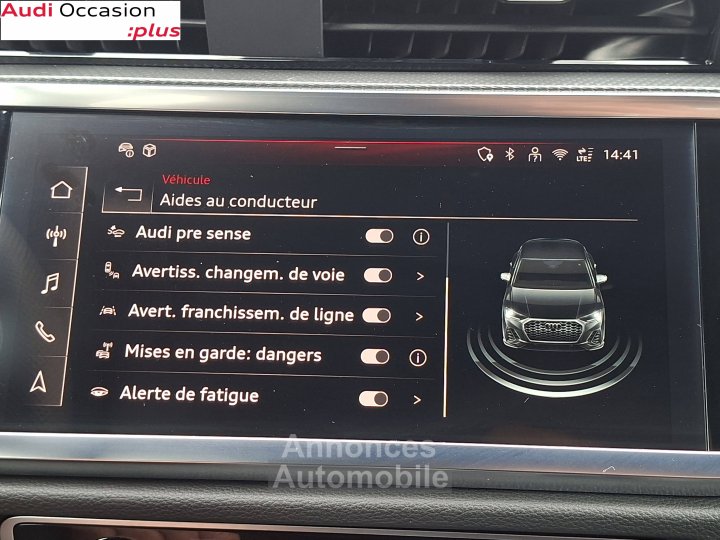 Audi Occasion
:plus
LTE 14:41
Véhicule
Aides au conducteur
Audi pre sense
Avertiss. changem. de voie
Avert. franchissem. de ligne
Mises en garde: dangers
Alerte de fatigue
Annonces
Automobile